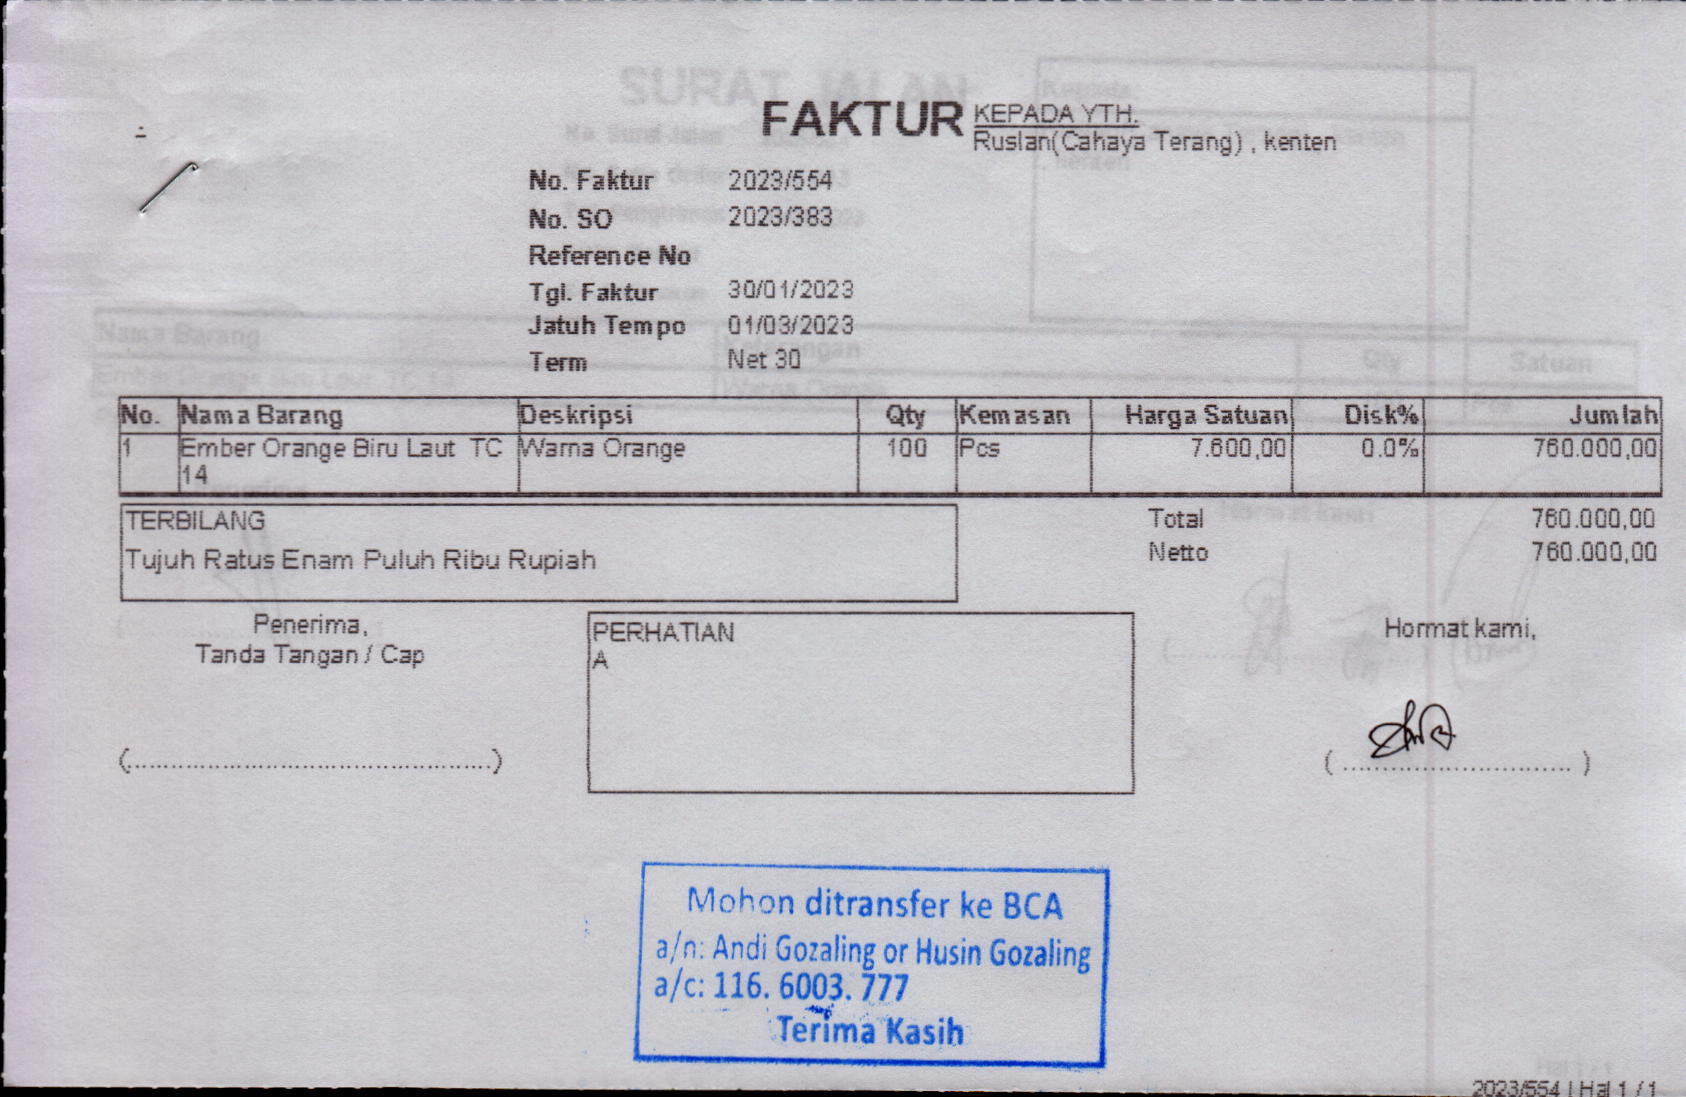 FAKTUR
KEPADA YTH.
Ruslan(Cahaya Terang) , kenten
No. Faktur 2023/554
No. SO 2023/383
Reference No
Tgl. Faktur 30/01/2023
Jatuh Tempo 01/03/2023
Term Net 30
No. Nama Barang Deskripsi Qty Kemasan Harga Satuan Disk% Jumlah
1 Ember Orange Biru Laut TC Warna Orange 100 Pcs 7.600,00 0.0% 760.000,00
14
TERBILANG
Tujuh Ratus Enam Puluh Ribu Rupiah
Total 760.000,00
Netto 760.000,00
Penerima,
Tanda Tangan / Cap
(..............................................)
PERHATIAN
A
Hormat kami,
( ............................. )
Mohon ditransfer ke BCA
a/n: Andi Gozaling or Husin Gozaling
a/c: 116. 6003. 777
Terima Kasih
2023/554 | Hal 1 / 1